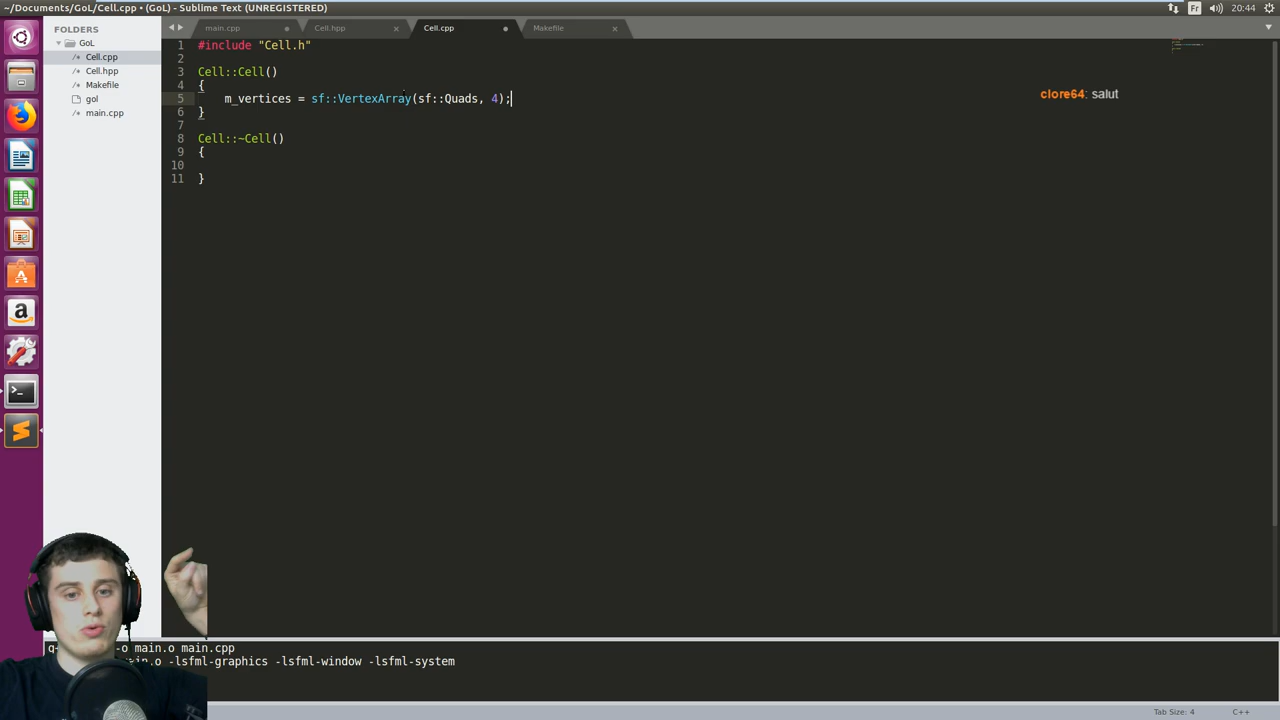 ~/Documents/GoL/Cell.cpp • (GoL) - Sublime Text (UNREGISTERED)
Fr 20:44
FOLDERS
GoL
Cell.cpp
Cell.hpp
Makefile
gol
main.cpp
main.cpp Cell.hpp Cell.cpp Makefile
1 #include "Cell.h"
2
3 Cell::Cell()
4 {
5 m_vertices = sf::VertexArray(sf::Quads, 4);
6 }
7
8 Cell::~Cell()
9 {
10
11 }
clore64: salut
-o main.o main.cpp
-lsfml-graphics -lsfml-window -lsfml-system
Tab Size: 4 C++